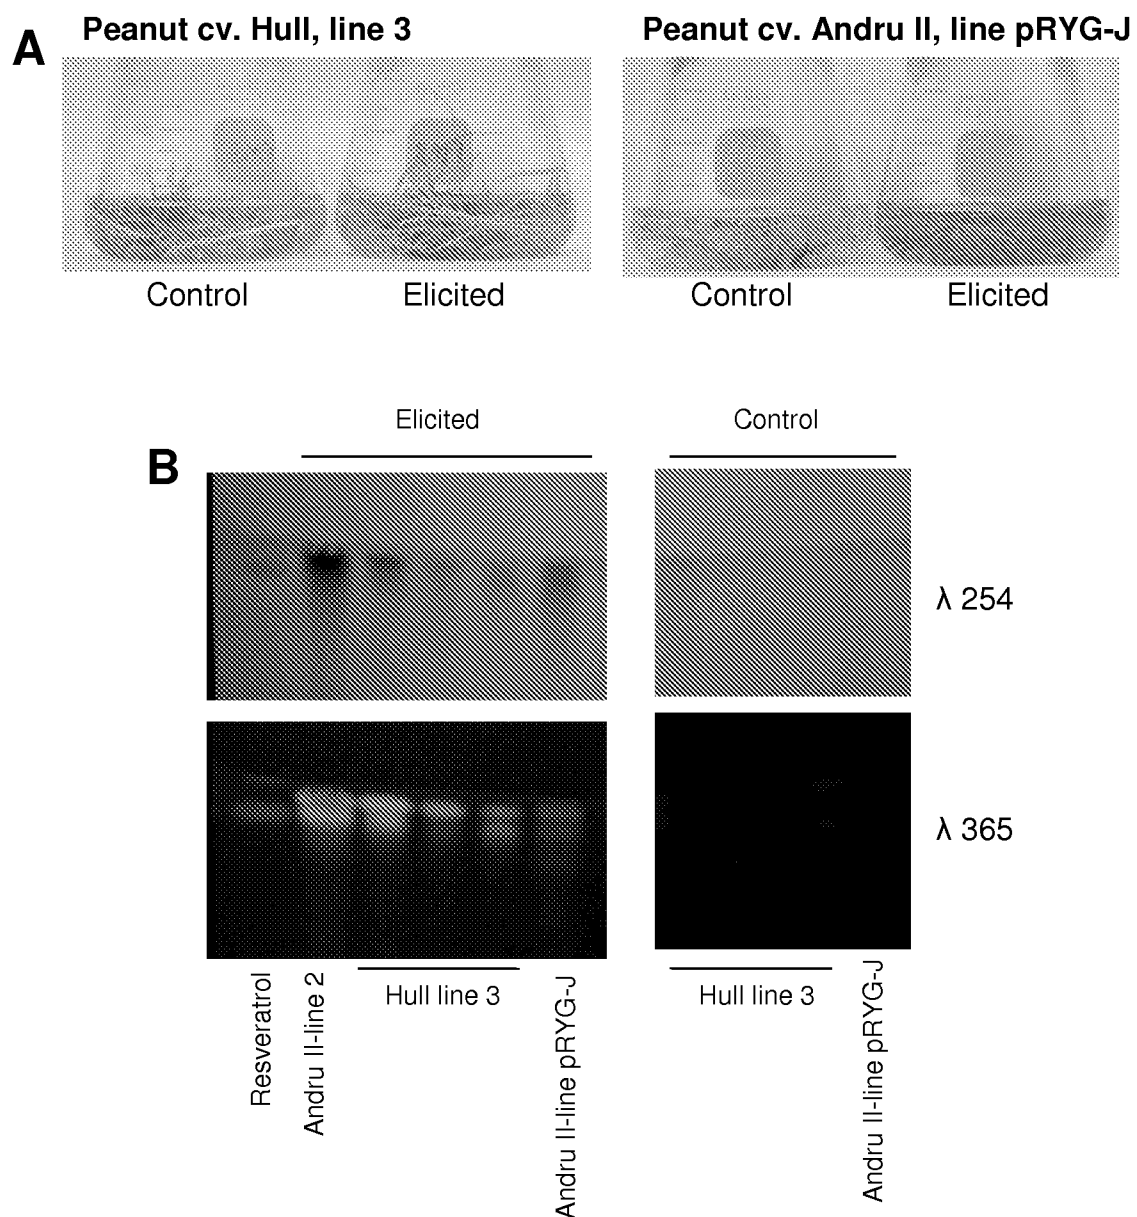 A
Peanut cv. Hull, line 3
Peanut cv. Andru II, line pRYG-J
Control
Elicited
Control
Elicited
B
Elicited
Control
λ 254
λ 365
Resveratrol
Andru II-line 2
Hull line 3
Andru II-line pRYG-J
Hull line 3
Andru II-line pRYG-J